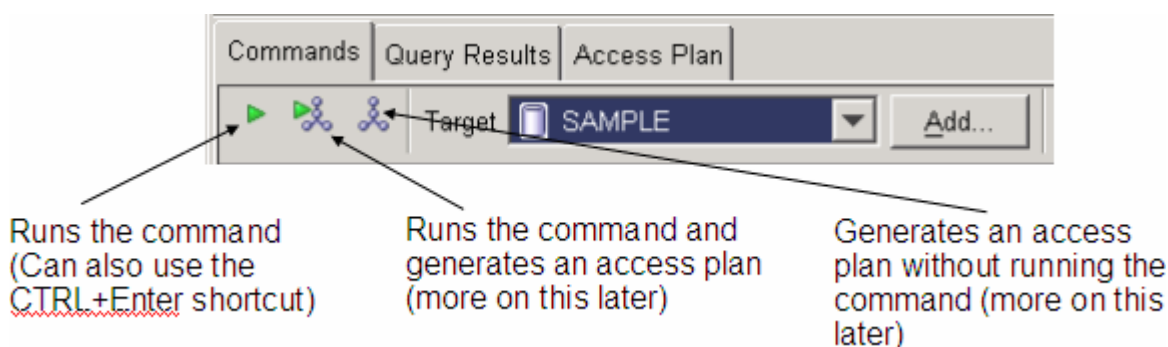 Commands Query Results Access Plan
Target SAMPLE Add...
Runs the command
(Can also use the
CTRL+Enter shortcut)
Runs the command and
generates an access plan
(more on this later)
Generates an access
plan without running the
command (more on this
later)